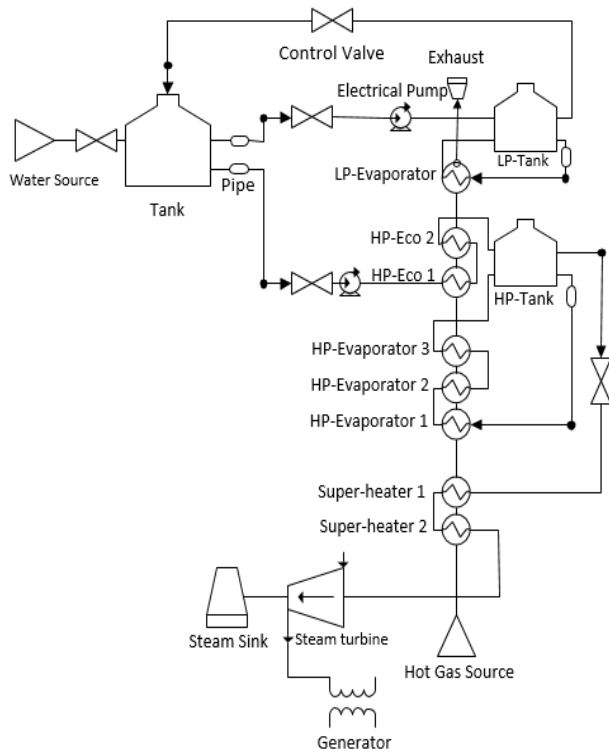 Control Valve
Exhaust
Electrical Pump
Water Source
Tank
Pipe
LP-Tank
LP-Evaporator
HP-Eco 2
HP-Eco 1
HP-Tank
HP-Evaporator 3
HP-Evaporator 2
HP-Evaporator 1
Super-heater 1
Super-heater 2
Steam Sink
Steam turbine
Hot Gas Source
Generator